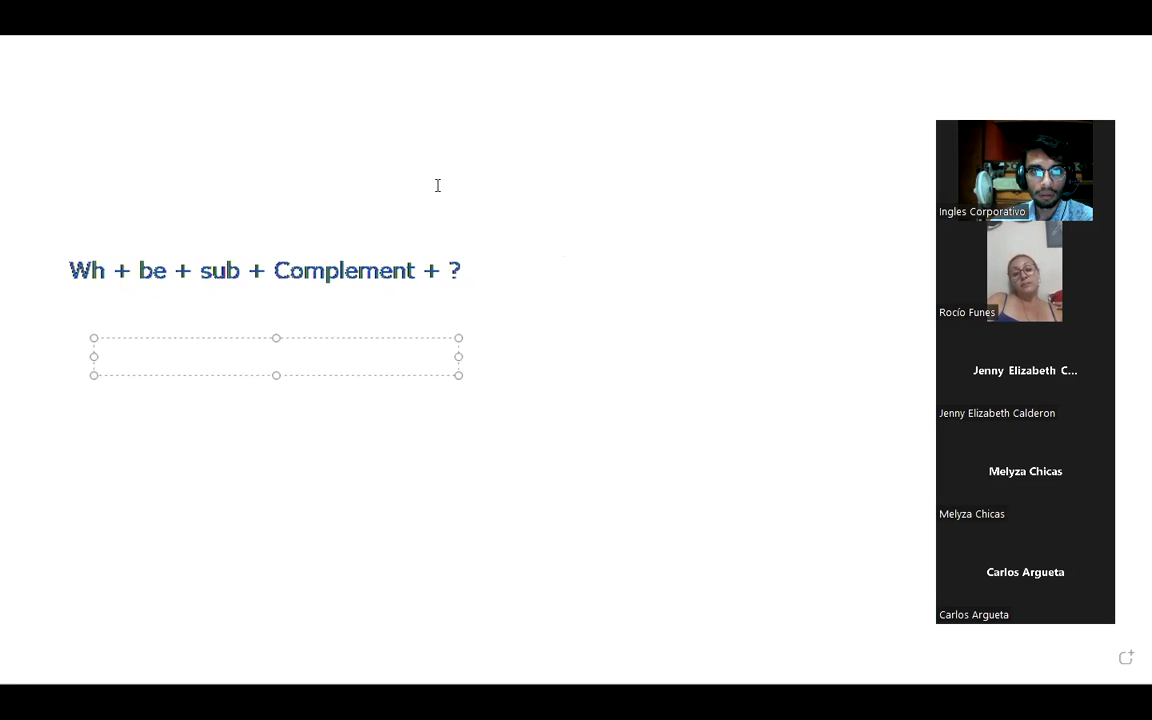 Wh + be + sub + Complement + ?
Ingles Corporativo
Rocío Funes
Jenny Elizabeth C...
Jenny Elizabeth Calderon
Melyza Chicas
Melyza Chicas
Carlos Argueta
Carlos Argueta